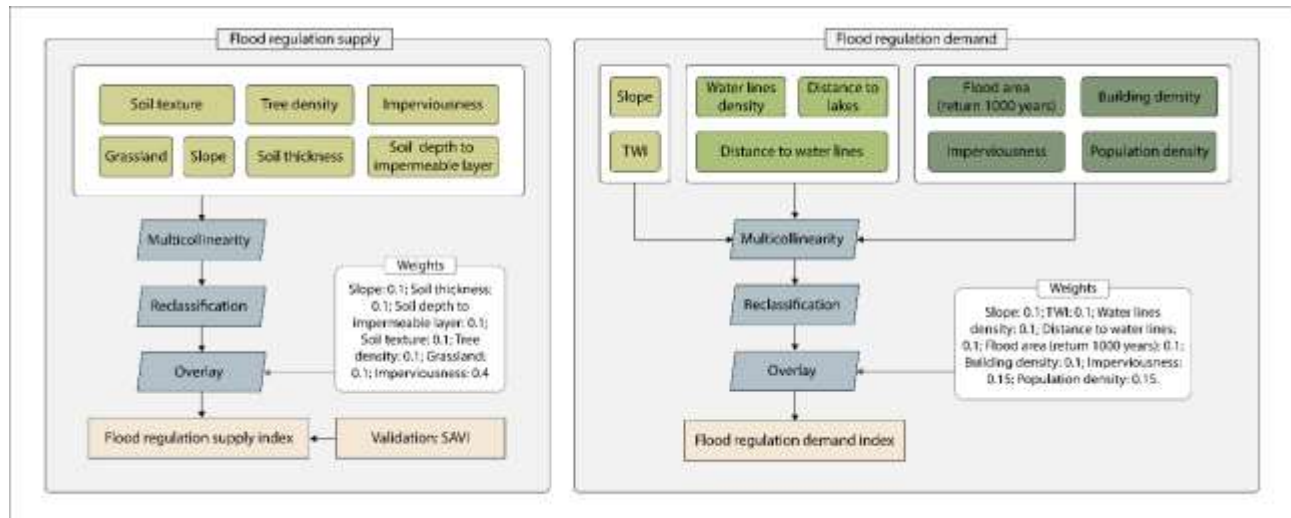 Flood regulation supply
Soil texture
Tree density
Imperviousness
Grassland
Slope
Soil thickness
Soil depth to
impermeable layer
Multicollinearity
Reclassification
Overlay
Weights
Slope: 0.1; Soil thickness:
0.1; Soil depth to
impermeable layer: 0.1;
Soil texture: 0.1; Tree
density: 0.1; Grassland:
0.1; Imperviousness: 0.4
Flood regulation supply index
Validation: SAVI
Flood regulation demand
Slope
TWI
Water lines
density
Distance to
lakes
Distance to water lines
Flood area
(return 1000 years)
Building density
Imperviousness
Population density
Multicollinearity
Reclassification
Overlay
Weights
Slope: 0.1; TWI: 0.1; Water lines
density: 0.1; Distance to water lines:
0.1; Flood area (return 1000 years): 0.1;
Building density: 0.1; Imperviousness:
0.15; Population density: 0.15.
Flood regulation demand index